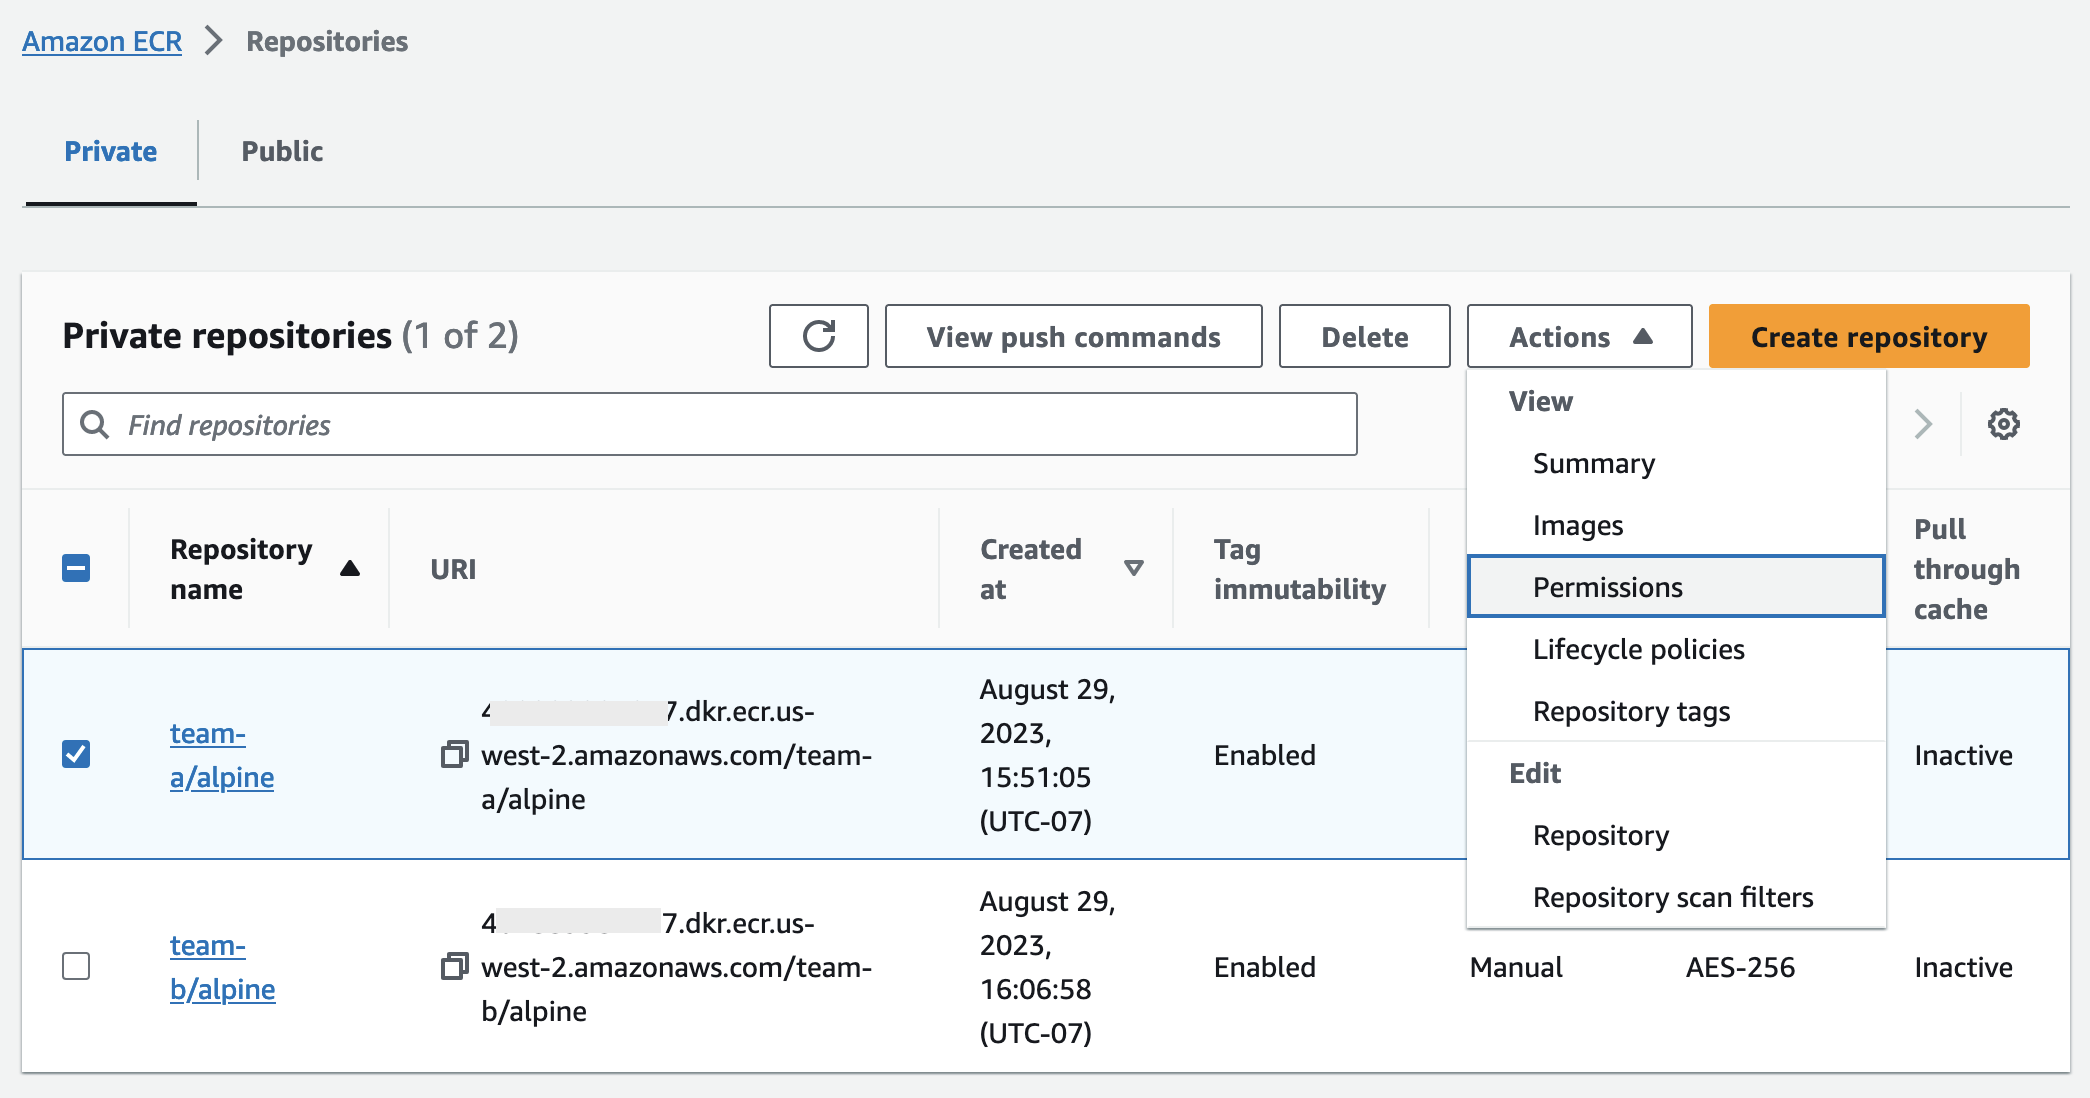 Amazon ECR > Repositories
Private
Public
Private repositories (1 of 2)
View push commands
Delete
Actions
Create repository
Find repositories
View
Summary
Images
Permissions
Lifecycle policies
Repository tags
Edit
Repository
Repository scan filters
Repository
name
URI
Created
at
Tag
immutability
Pull
through
cache
team-
a/alpine
4
7.dkr.ecr.us-
west-2.amazonaws.com/team-
a/alpine
August 29,
2023,
15:51:05
(UTC-07)
Enabled
Inactive
team-
b/alpine
4
7.dkr.ecr.us-
west-2.amazonaws.com/team-
b/alpine
August 29,
2023,
16:06:58
(UTC-07)
Enabled
Manual
AES-256
Inactive